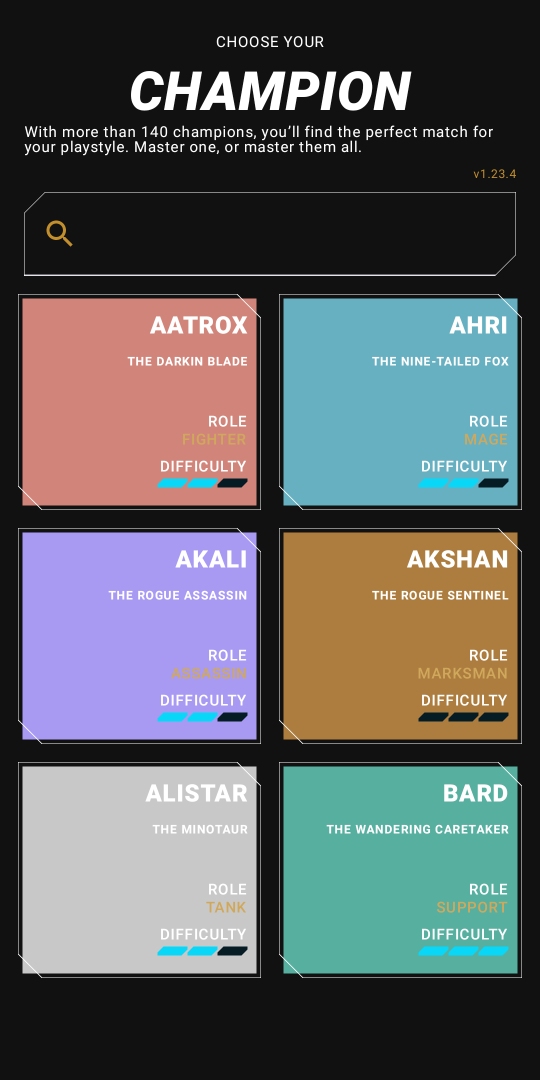 CHOOSE YOUR
CHAMPION
With more than 140 champions, you'll find the perfect match for
your playstyle. Master one, or master them all.
v1.23.4
AATROX
THE DARKIN BLADE
ROLE
FIGHTER
DIFFICULTY
AHRI
THE NINE-TAILED FOX
ROLE
MAGE
DIFFICULTY
AKALI
THE ROGUE ASSASSIN
ROLE
ASSASSIN
DIFFICULTY
AKSHAN
THE ROGUE SENTINEL
ROLE
MARKSMAN
DIFFICULTY
ALISTAR
THE MINOTAUR
ROLE
TANK
DIFFICULTY
BARD
THE WANDERING CARETAKER
ROLE
SUPPORT
DIFFICULTY